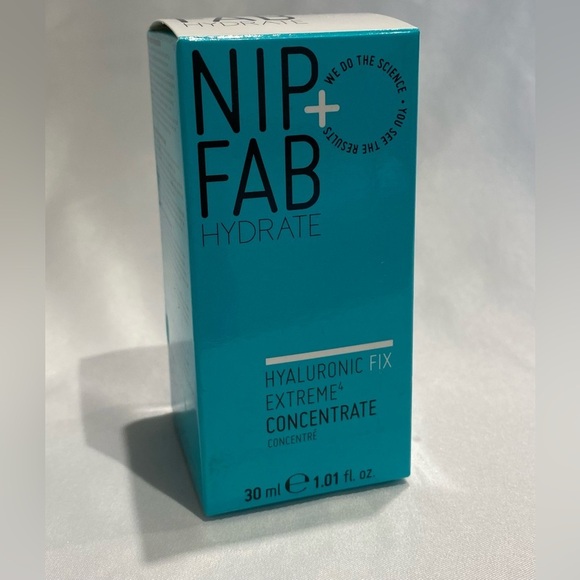 HYDRATE
NIP+
FAB
HYDRATE
WE DO THE SCIENCE • YOU SEE THE RESULTS
HYALURONIC FIX
EXTREME⁴
CONCENTRATE
CONCENTRÉ
30 ml ℮ 1.01 fl. oz.